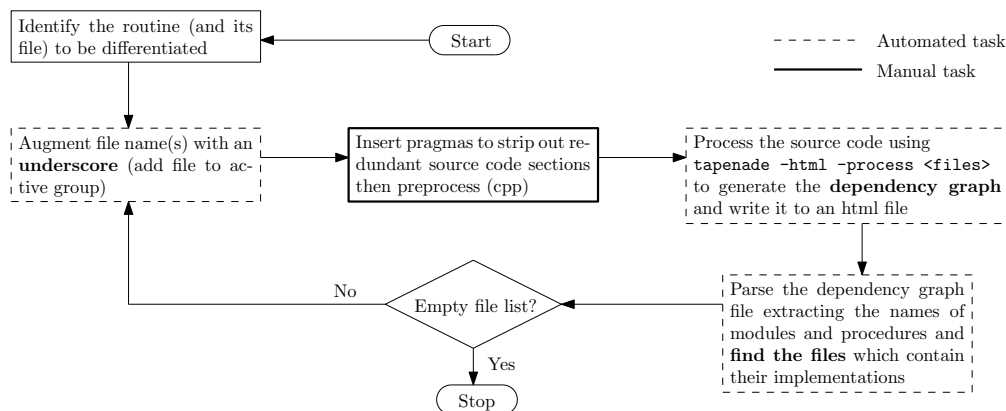 Identify the routine (and its
file) to be differentiated
Start
Automated task
Manual task
Augment file name(s) with an
underscore (add file to ac-
tive group)
Insert pragmas to strip out re-
dundant source code sections
then preprocess (cpp)
Process the source code using
tapenade -html -process <files>
to generate the dependency graph
and write it to an html file
Parse the dependency graph
file extracting the names of
modules and procedures and
find the files which contain
their implementations
Empty file list?
No
Yes
Stop